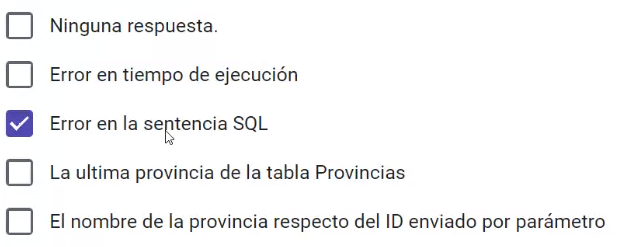 Ninguna respuesta.
Error en tiempo de ejecución
Error en la sentencia SQL
La ultima provincia de la tabla Provincias
El nombre de la provincia respecto del ID enviado por parámetro